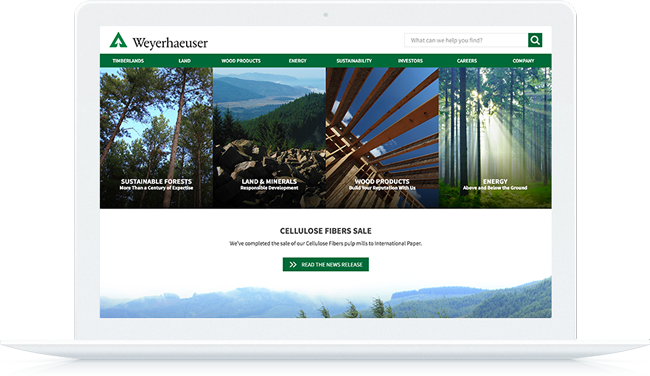 Weyerhaeuser
What can we help you find?
TIMBERLANDS LAND WOOD PRODUCTS ENERGY SUSTAINABILITY INVESTORS CAREERS COMPANY
SUSTAINABLE FORESTS
More Than a Century of Expertise
LAND & MINERALS
Responsible Development
WOOD PRODUCTS
Build Your Reputation With Us
ENERGY
Above and Below the Ground
CELLULOSE FIBERS SALE
We've completed the sale of our Cellulose Fibers pulp mills to International Paper.
READ THE NEWS RELEASE